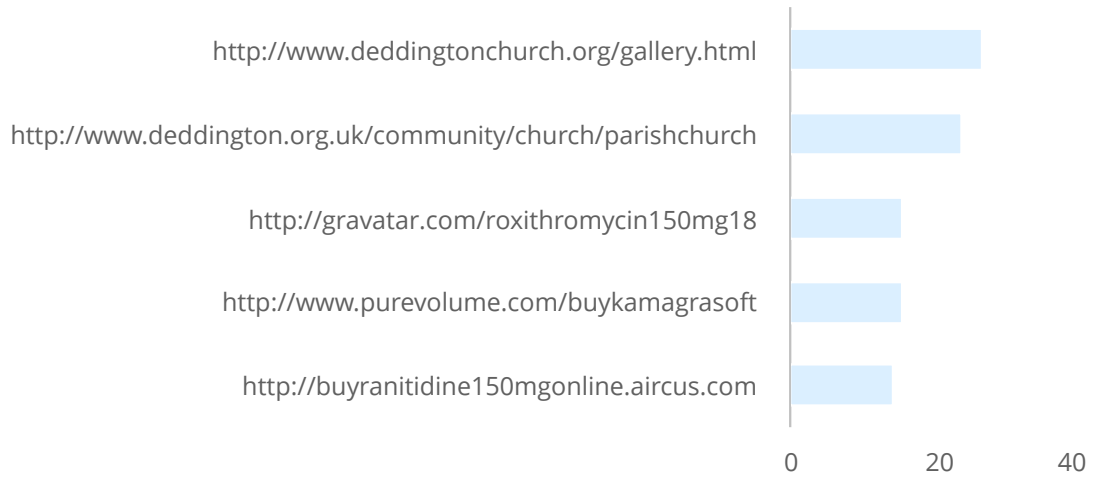 http://www.deddingtonchurch.org/gallery.html
http://www.deddington.org.uk/community/church/parishchurch
http://gravatar.com/roxithromycin150mg18
http://www.purevolume.com/buykamagrasoft
http://buyranitidine150mgonline.aircus.com
0 20 40